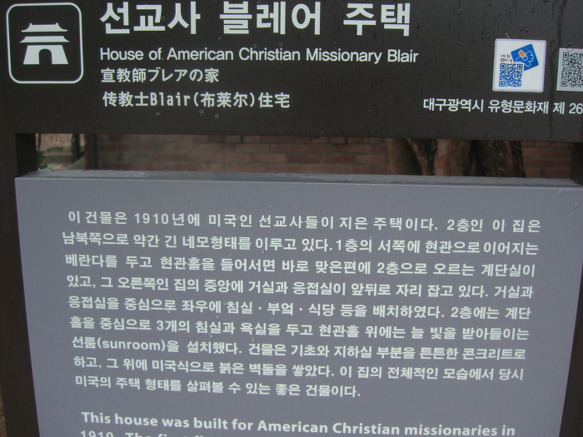 선교사 블레어 주택
House of American Christian Missionary Blair
宣教師ブレアの家
传教士Blair(布莱尔)住宅
대구광역시 유형문화재 제 26
이 건물은 1910년에 미국인 선교사들이 지은 주택이다. 2층인 이 집은
남북쪽으로 약간 긴 네모형태를 이루고 있다. 1층의 서쪽에 현관으로 이어지는
베란다를 두고 현관홀을 들어서면 바로 맞은편에 2층으로 오르는 계단실이
있고, 그 오른쪽인 집의 중앙에 거실과 응접실이 앞뒤로 자리 잡고 있다. 거실과
응접실을 중심으로 좌우에 침실 · 부엌 · 식당 등을 배치하였다. 2층에는 계단
홀을 중심으로 3개의 침실과 욕실을 두고 현관홀 위에는 늘 빛을 받아들이는
선룸(sunroom)을 설치했다. 건물은 기초와 지하실 부분을 튼튼한 콘크리트로
하고, 그 위에 미국식으로 붉은 벽돌을 쌓았다. 이 집의 전체적인 모습에서 당시
미국의 주택 형태를 살펴볼 수 있는 좋은 건물이다.
This house was built for American Christian missionaries in
1910. The first